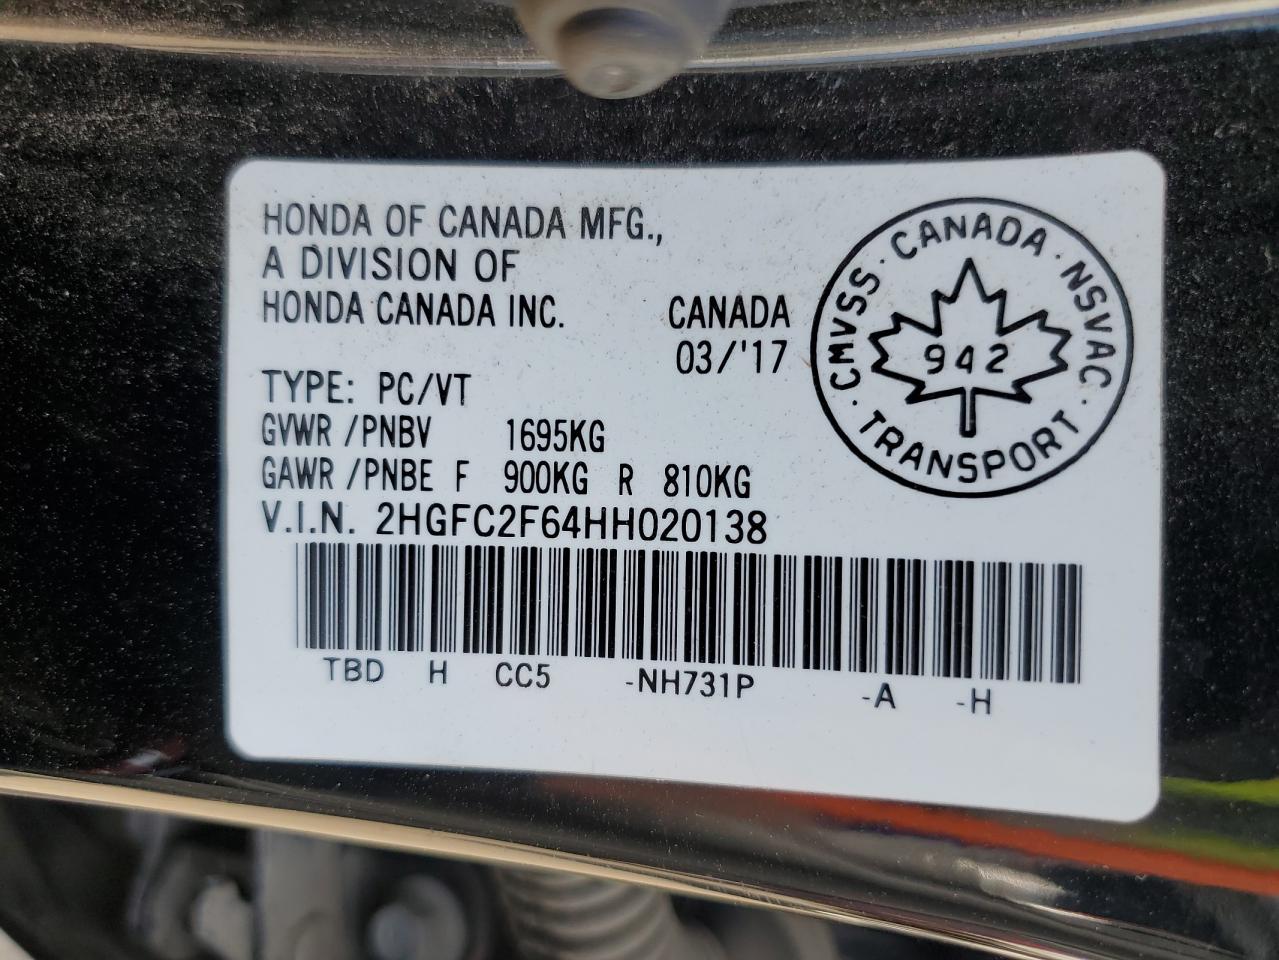 HONDA OF CANADA MFG.,
A DIVISION OF
HONDA CANADA INC.
CANADA
03/'17
TYPE: PC/VT
GVWR /PNBV 1695KG
GAWR /PNBE F 900KG R 810KG
V.I.N. 2HGFC2F64HH020138
TBD H CC5 -NH731P -A -H
CMVSS · CANADA · NSVAC
· TRANSPORT ·
942